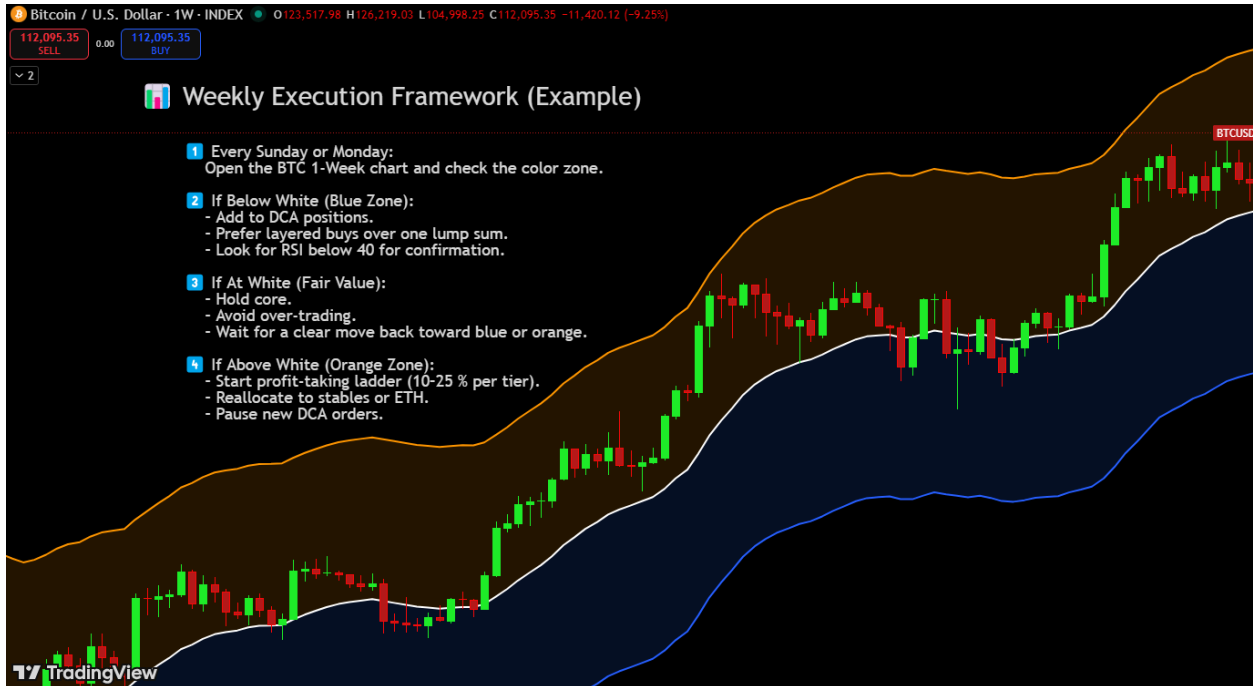 Bitcoin / U.S. Dollar · 1W · INDEX O123,517.98 H126,219.03 L104,998.25 C112,095.35 −11,420.12 (−9.25%)
112,095.35 0.00 112,095.35
SELL BUY
2
Weekly Execution Framework (Example)
BTCUSD
1 Every Sunday or Monday:
Open the BTC 1-Week chart and check the color zone.
2 If Below White (Blue Zone):
- Add to DCA positions.
- Prefer layered buys over one lump sum.
- Look for RSI below 40 for confirmation.
3 If At White (Fair Value):
- Hold core.
- Avoid over-trading.
- Wait for a clear move back toward blue or orange.
4 If Above White (Orange Zone):
- Start profit-taking ladder (10-25 % per tier).
- Reallocate to stables or ETH.
- Pause new DCA orders.
TradingView